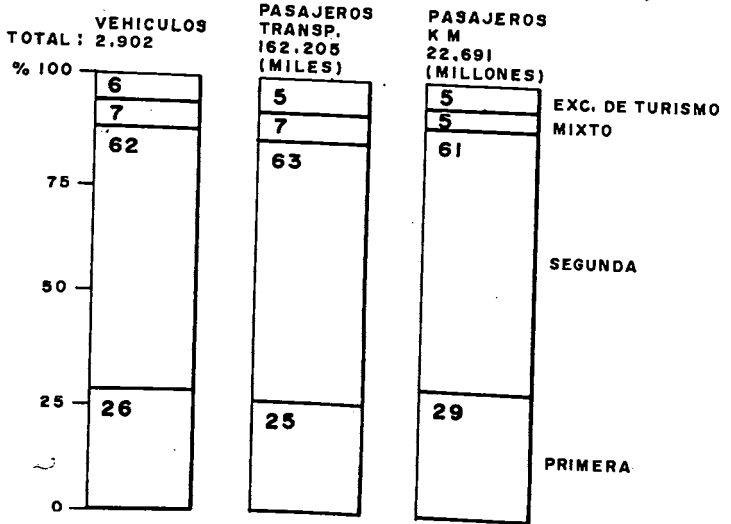 TOTAL: VEHICULOS
2.902
PASAJEROS
TRANSP.
162.205
(MILES)
PASAJEROS
KM
22.691
(MILLONES)
% 100
75
50
25
0
6
7
62
26
5
7
63
25
5
5
61
29
EXC. DE TURISMO
MIXTO
SEGUNDA
PRIMERA